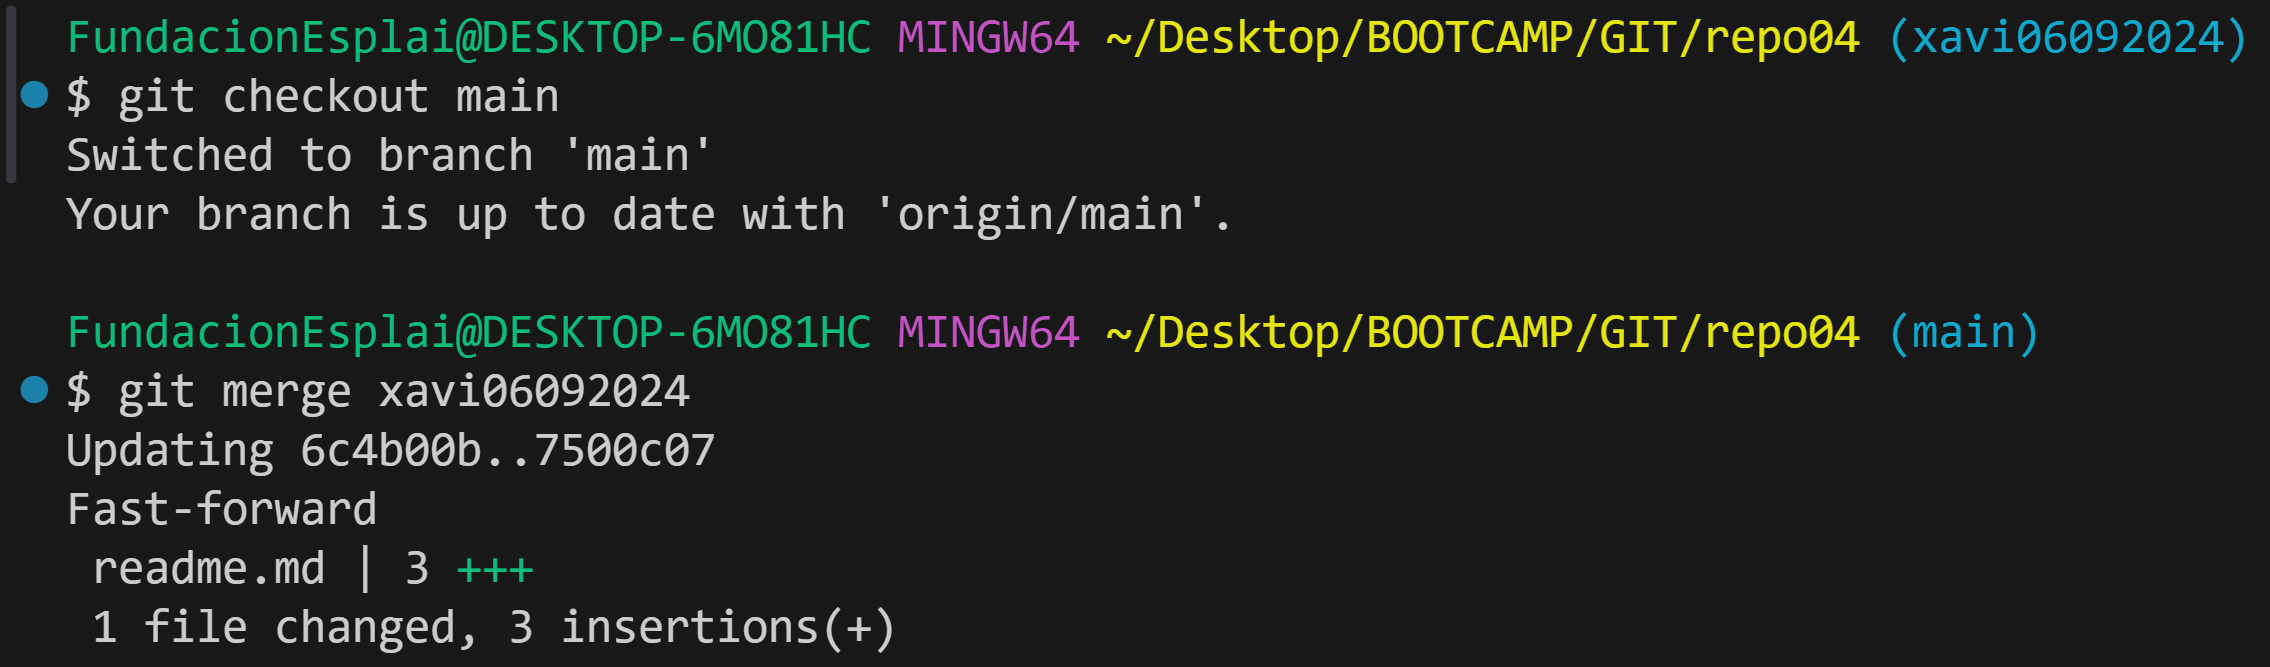 FundacionEsplai@DESKTOP-6MO81HC MINGW64 ~/Desktop/BOOTCAMP/GIT/repo04 (xavi06092024)
$ git checkout main
Switched to branch 'main'
Your branch is up to date with 'origin/main'.
FundacionEsplai@DESKTOP-6MO81HC MINGW64 ~/Desktop/BOOTCAMP/GIT/repo04 (main)
$ git merge xavi06092024
Updating 6c4b00b..7500c07
Fast-forward
 readme.md | 3 +++
 1 file changed, 3 insertions(+)